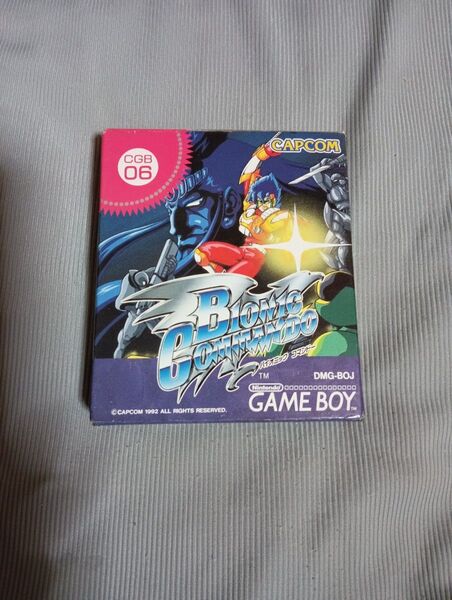 CGB
06
CAPCOM
BIONIC
COMMANDO
バイオニック コマンドー
TM
DMG-BOJ
Nintendo
GAME BOY TM
©CAPCOM 1992 ALL RIGHTS RESERVED.